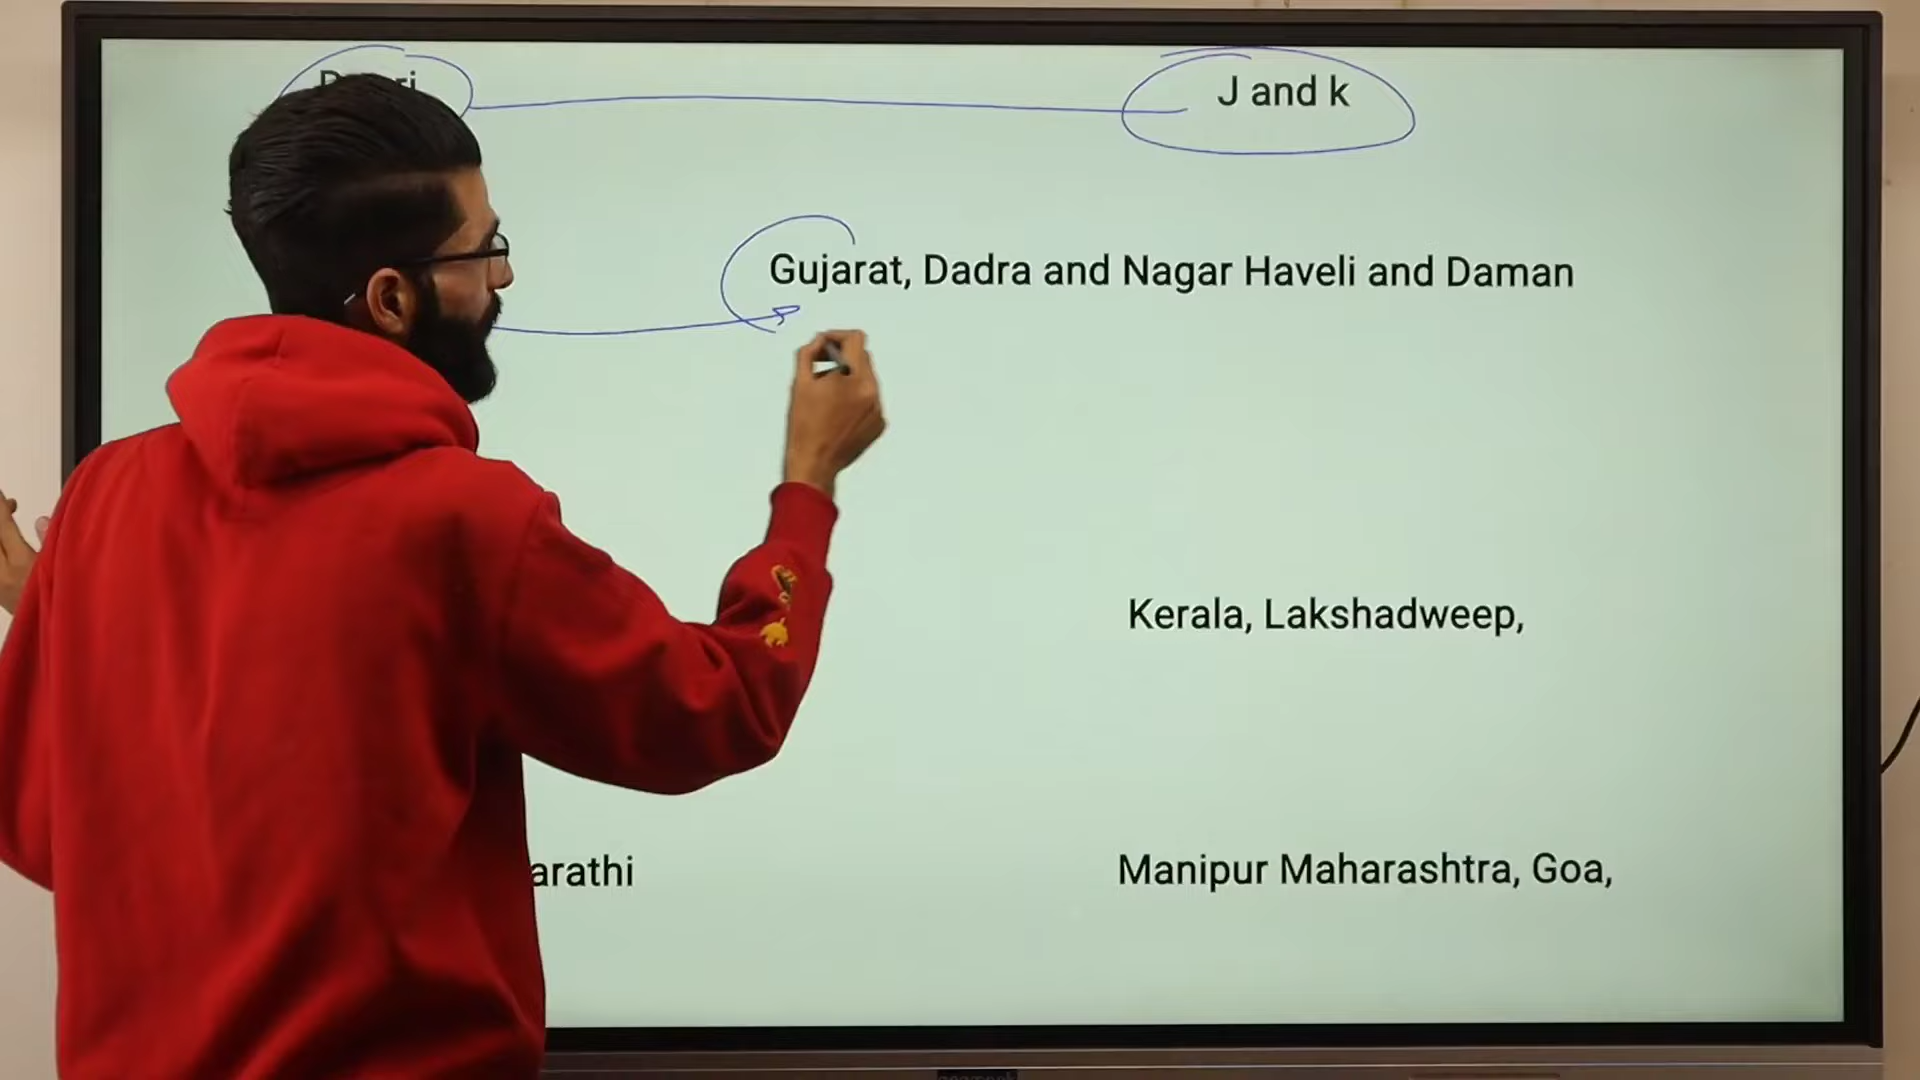 J and k
Gujarat, Dadra and Nagar Haveli and Daman
Kerala, Lakshadweep,
arathi
Manipur Maharashtra, Goa,